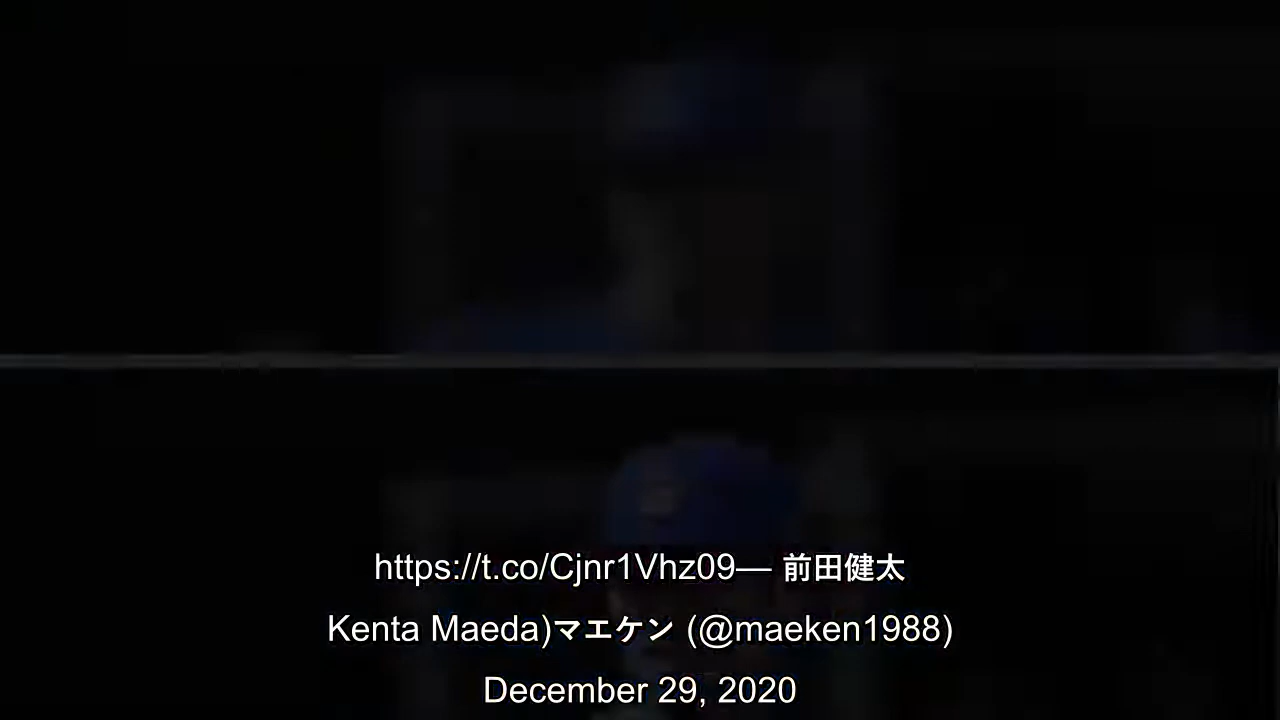 https://t.co/Cjnr1Vhz09— 前田健太
Kenta Maeda)マエケン (@maeken1988)
December 29, 2020